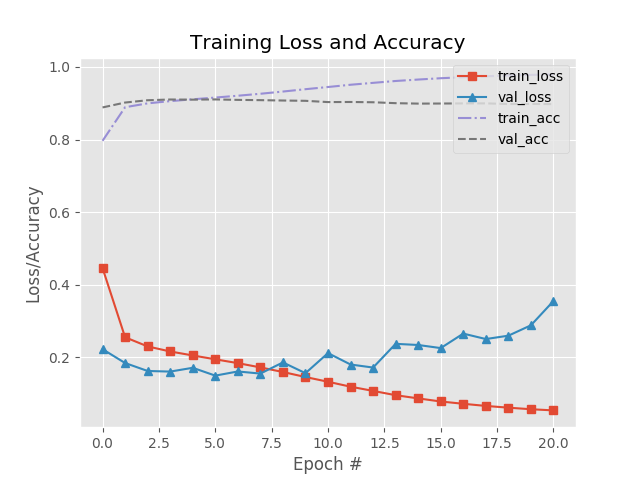 Training Loss and Accuracy
1.0
0.8
0.6
0.4
0.2
Loss/Accuracy
train_loss
val_loss
train_acc
val_acc
0.0 2.5 5.0 7.5 10.0 12.5 15.0 17.5 20.0
Epoch #